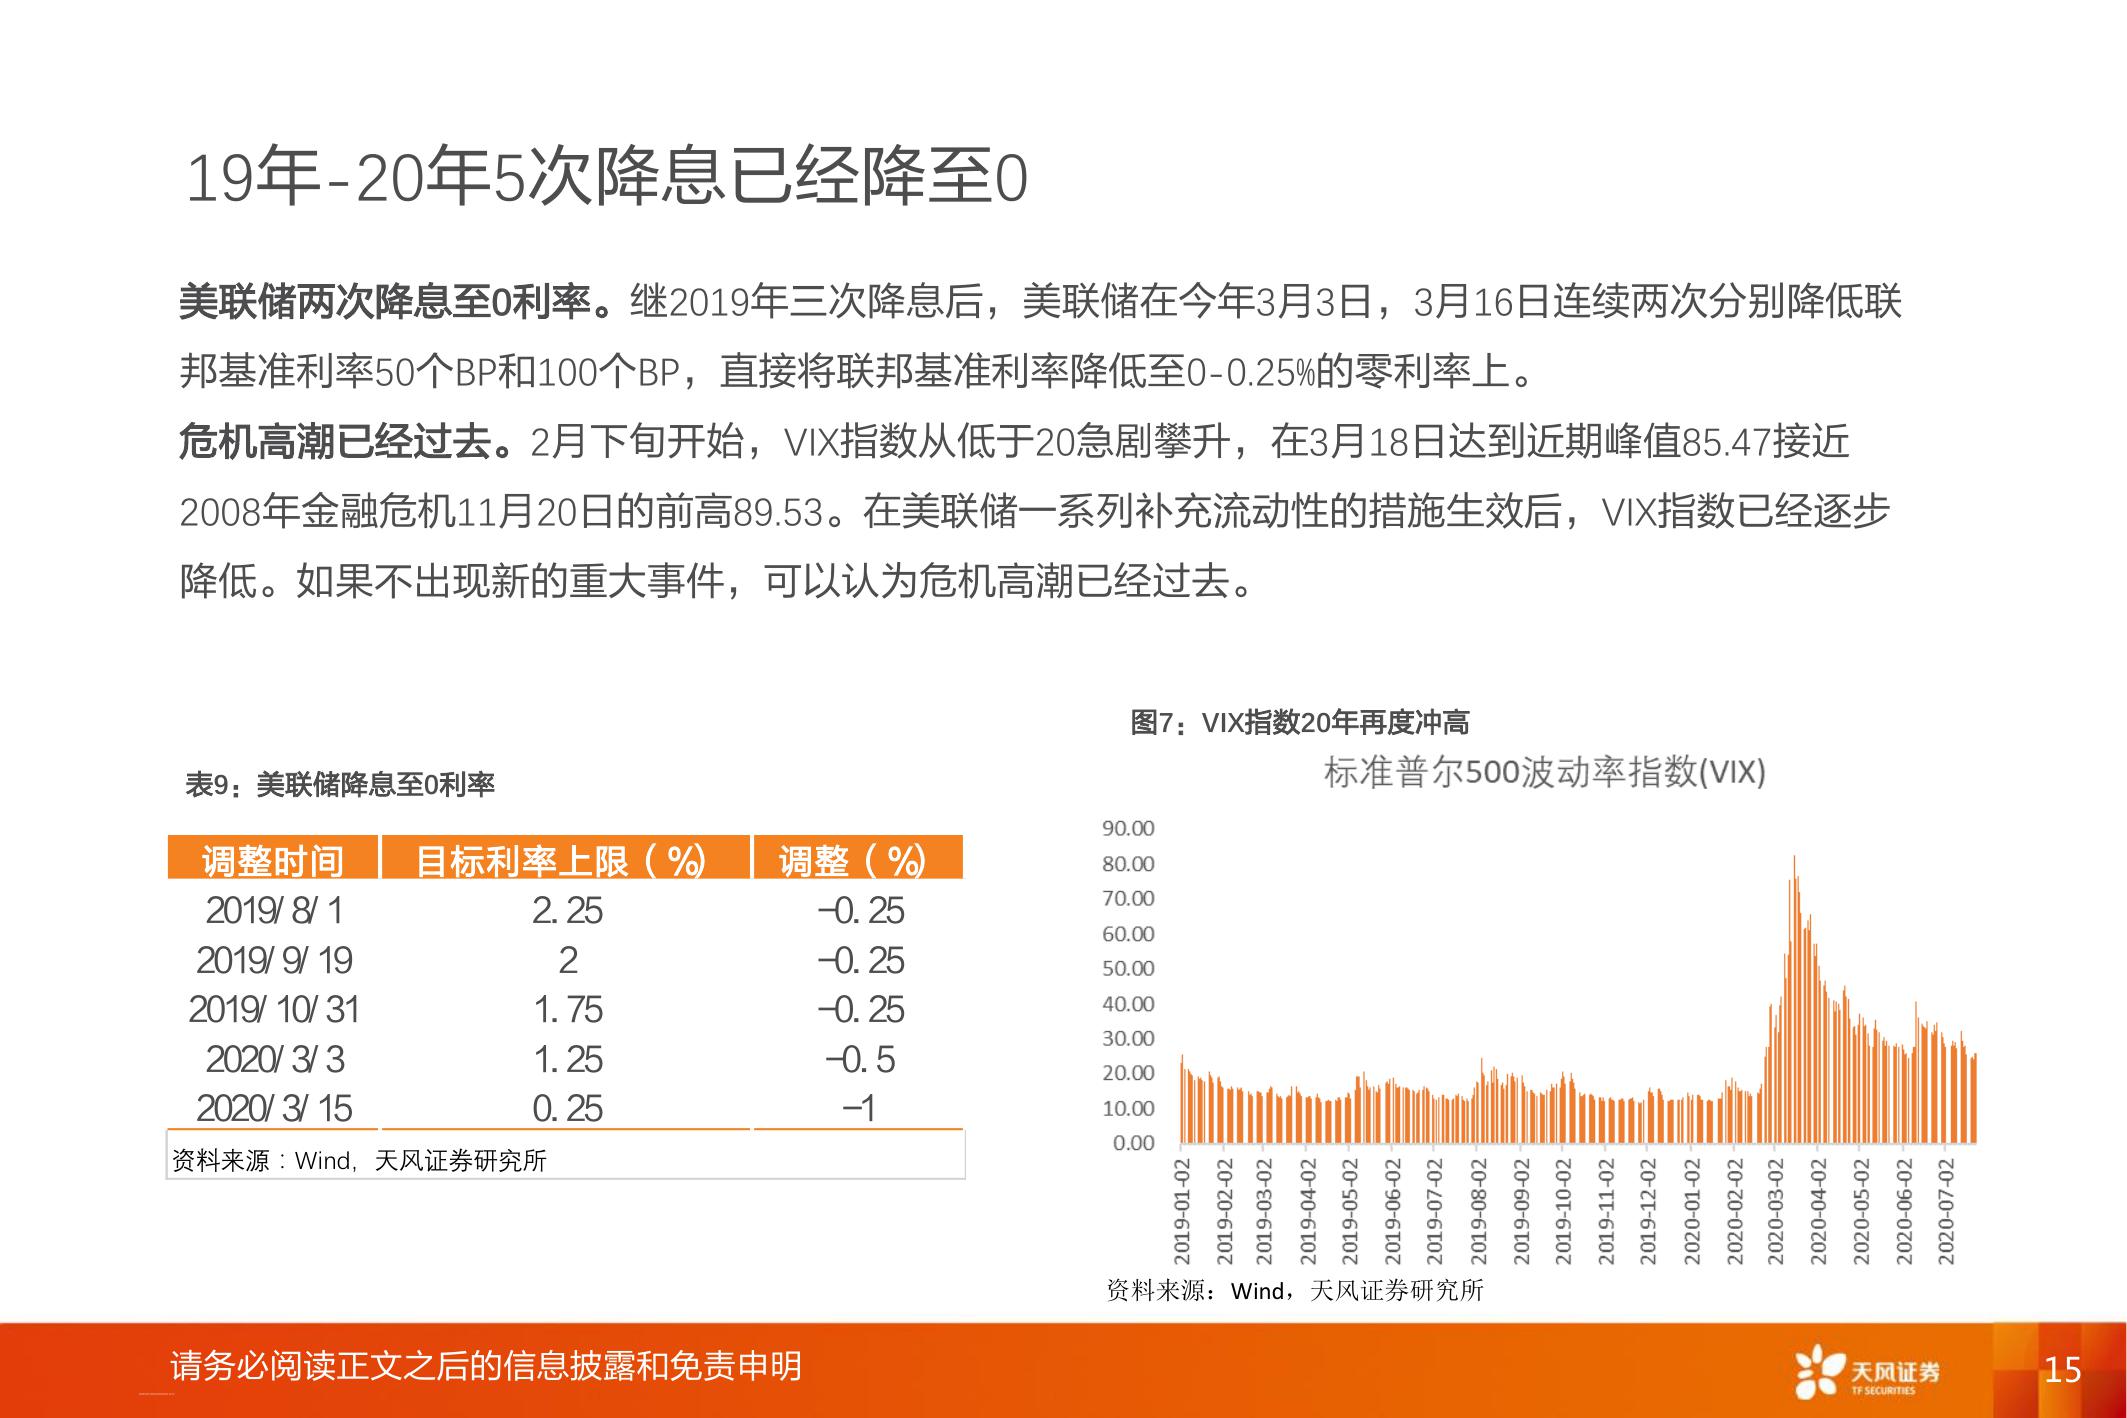 19年-20年5次降息已经降至0
美联储两次降息至0利率。继2019年三次降息后，美联储在今年3月3日，3月16日连续两次分别降低联
邦基准利率50个BP和100个BP，直接将联邦基准利率降低至0-0.25%的零利率上。
危机高潮已经过去。2月下旬开始，VIX指数从低于20急剧攀升，在3月18日达到近期峰值85.47接近
2008年金融危机11月20日的前高89.53。在美联储一系列补充流动性的措施生效后，VIX指数已经逐步
降低。如果不出现新的重大事件，可以认为危机高潮已经过去。
表9：美联储降息至0利率
调整时间 目标利率上限（%） 调整（%）
2019/8/1 2.25 -0.25
2019/9/19 2 -0.25
2019/10/31 1.75 -0.25
2020/3/3 1.25 -0.5
2020/3/15 0.25 -1
资料来源：Wind，天风证券研究所
图7：VIX指数20年再度冲高
标准普尔500波动率指数(VIX)
90.00
80.00
70.00
60.00
50.00
40.00
30.00
20.00
10.00
0.00
2019-01-02
2019-02-02
2019-03-02
2019-04-02
2019-05-02
2019-06-02
2019-07-02
2019-08-02
2019-09-02
2019-10-02
2019-11-02
2019-12-02
2020-01-02
2020-02-02
2020-03-02
2020-04-02
2020-05-02
2020-06-02
2020-07-02
资料来源：Wind，天风证券研究所
请务必阅读正文之后的信息披露和免责申明
天风证券
TF SECURITIES
15